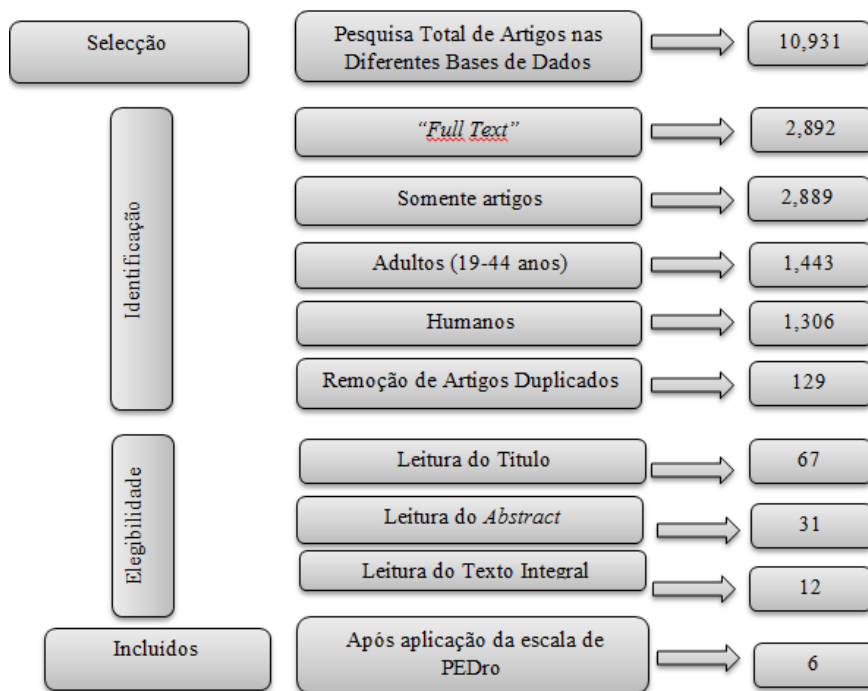 Selecção
Pesquisa Total de Artigos nas
Diferentes Bases de Dados
10,931
Identificação
“Full Text”
2,892
Somente artigos
2,889
Adultos (19-44 anos)
1,443
Humanos
1,306
Remoção de Artigos Duplicados
129
Elegibilidade
Leitura do Titulo
67
Leitura do Abstract
31
Leitura do Texto Integral
12
Incluidos
Após aplicação da escala de
PEDro
6